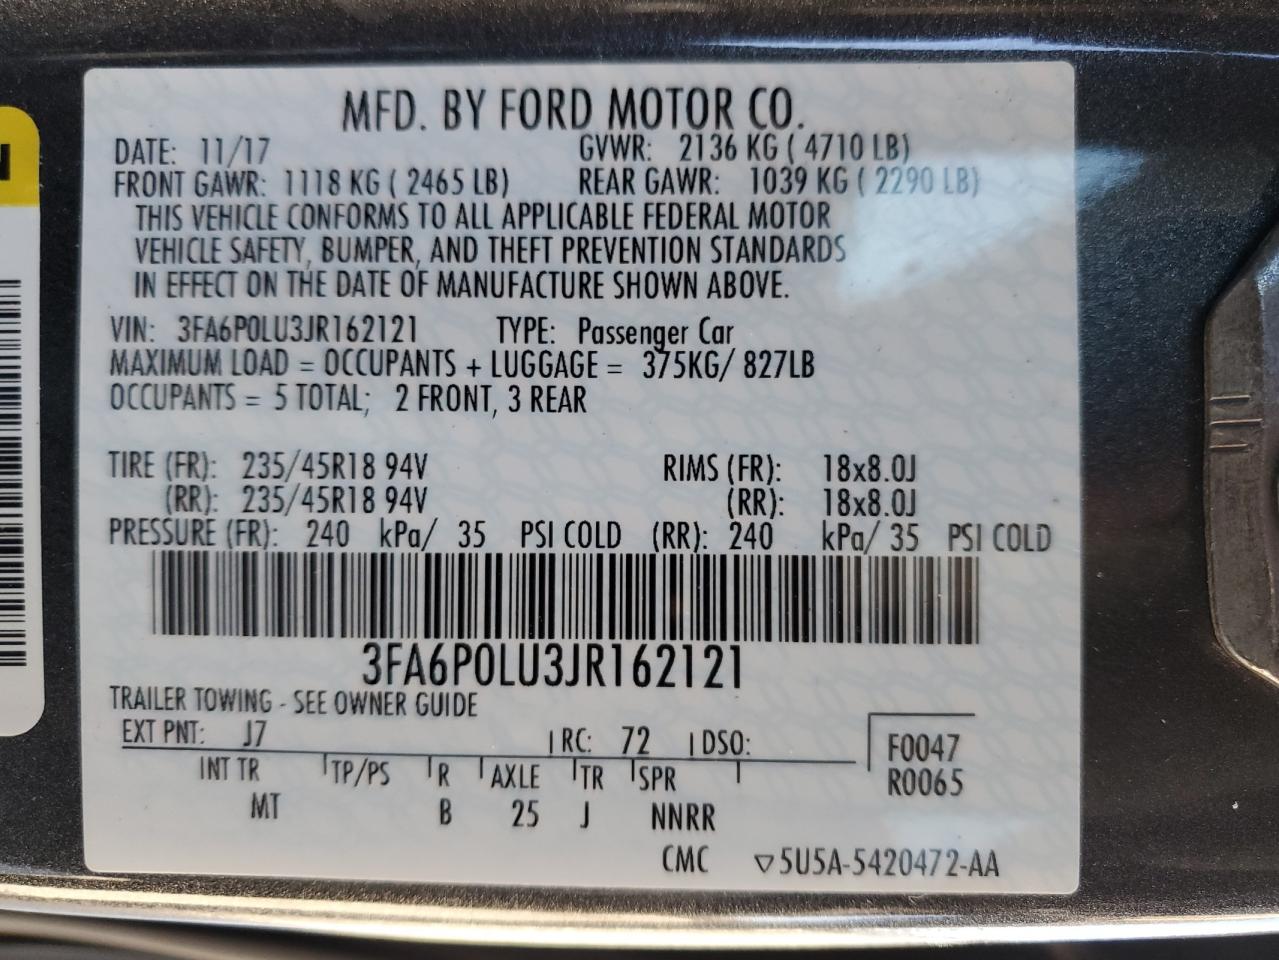 MFD. BY FORD MOTOR CO.
DATE: 11/17 GVWR: 2136 KG ( 4710 LB)
FRONT GAWR: 1118 KG ( 2465 LB) REAR GAWR: 1039 KG ( 2290 LB)
THIS VEHICLE CONFORMS TO ALL APPLICABLE FEDERAL MOTOR
VEHICLE SAFETY, BUMPER, AND THEFT PREVENTION STANDARDS
IN EFFECT ON THE DATE OF MANUFACTURE SHOWN ABOVE.
VIN: 3FA6P0LU3JR162121 TYPE: Passenger Car
MAXIMUM LOAD = OCCUPANTS + LUGGAGE = 375KG/ 827LB
OCCUPANTS = 5 TOTAL; 2 FRONT, 3 REAR
TIRE (FR): 235/45R18 94V RIMS (FR): 18x8.0J
(RR): 235/45R18 94V (RR): 18x8.0J
PRESSURE (FR): 240 kPa/ 35 PSI COLD (RR): 240 kPa/ 35 PSI COLD
3FA6P0LU3JR162121
TRAILER TOWING - SEE OWNER GUIDE
EXT PNT: J7 RC: 72 DSO: F0047
INT TR TP/PS R AXLE TR SPR R0065
MT B 25 J NNRR
CMC ▽5U5A-5420472-AA